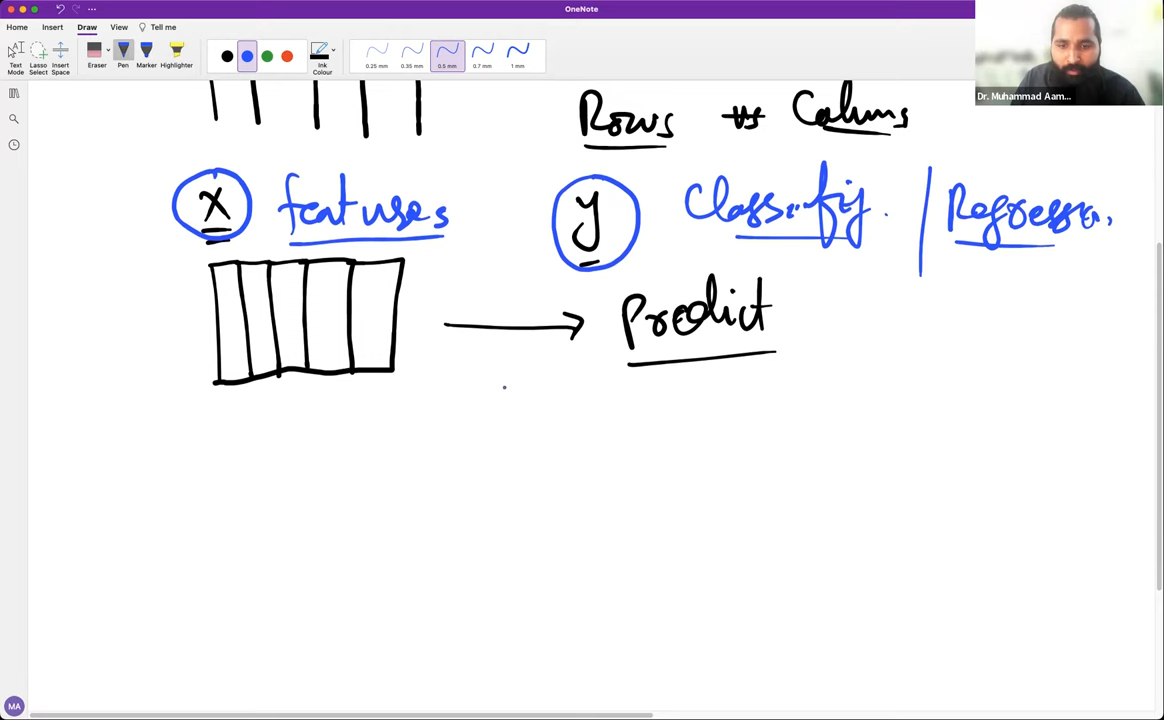 OneNote
Home Insert Draw View Tell me
Text Mode Lasso Select Insert Space Eraser Pen Marker Highlighter Ink Colour 0.25 mm 0.35 mm 0.5 mm 0.7 mm 1 mm
Dr. Muhammad Aam...
Rows vs Colums
x features y Classify. | Regression.
Predict
MA